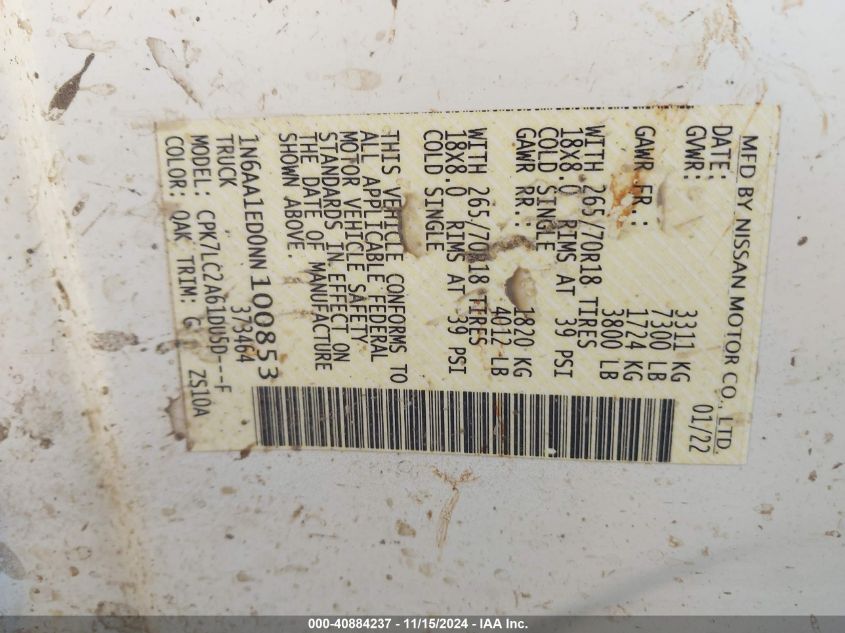 MFD BY NISSAN MOTOR CO., LTD.
DATE: 01/22
GVWR: 3311 KG
7300 LB
GAWR FR.: 1724 KG
3800 LB
WITH 265/70R18 TIRES
18X8.0 RIMS AT 39 PSI
COLD SINGLE
GAWR RR.: 1820 KG
4012 LB
WITH 265/70R18 TIRES
18X8.0 RIMS AT 39 PSI
COLD SINGLE
THIS VEHICLE CONFORMS TO
ALL APPLICABLE FEDERAL
MOTOR VEHICLE SAFETY
STANDARDS IN EFFECT ON
THE DATE OF MANUFACTURE
SHOWN ABOVE.
1N6AA1ED0NN100853
TRUCK 373464
MODEL: CPK7LC2A61DU5D---F
COLOR: QAK TRIM: G ZS10A
000-40884237 - 11/15/2024 - IAA Inc.